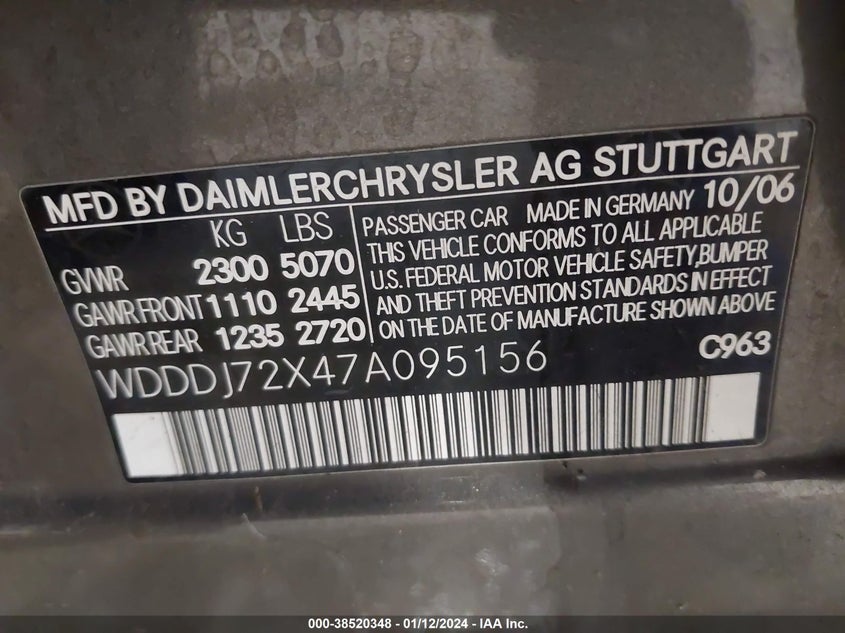 MFD BY DAIMLERCHRYSLER AG STUTTGART
KG LBS
GVWR 2300 5070
GAWR FRONT 1110 2445
GAWR REAR 1235 2720
PASSENGER CAR MADE IN GERMANY 10/06
THIS VEHICLE CONFORMS TO ALL APPLICABLE
U.S. FEDERAL MOTOR VEHICLE SAFETY, BUMPER
AND THEFT PREVENTION STANDARDS IN EFFECT
ON THE DATE OF MANUFACTURE SHOWN ABOVE
WDDDJ72X47A095156
C963
000-38520348 - 01/12/2024 - IAA Inc.